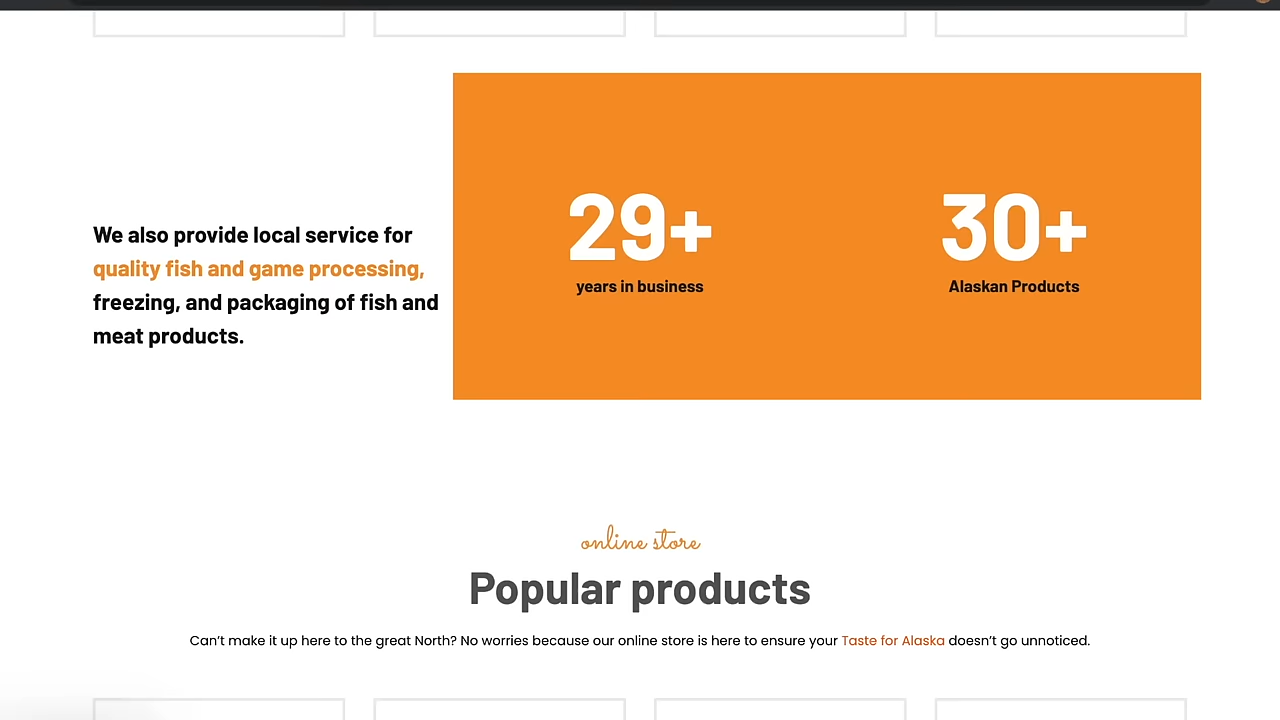 We also provide local service for
quality fish and game processing,
freezing, and packaging of fish and
meat products.
29+
years in business
30+
Alaskan Products
online store
Popular products
Can’t make it up here to the great North? No worries because our online store is here to ensure your Taste for Alaska doesn’t go unnoticed.